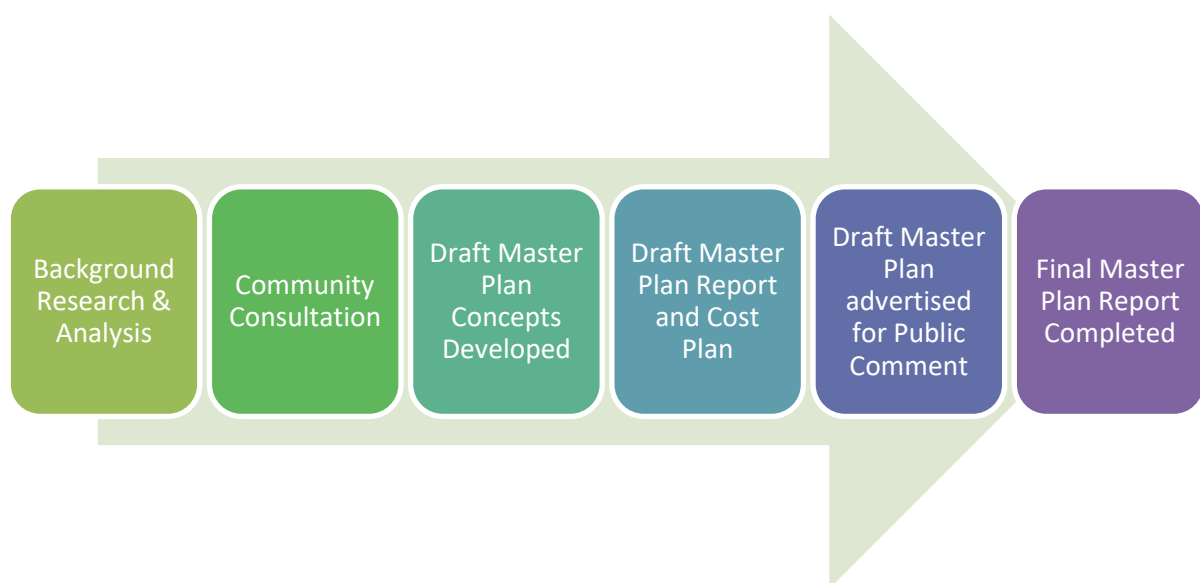 Background
Research &
Analysis
Community
Consultation
Draft Master
Plan
Concepts
Developed
Draft Master
Plan Report
and Cost
Plan
Draft Master
Plan
advertised
for Public
Comment
Final Master
Plan Report
Completed